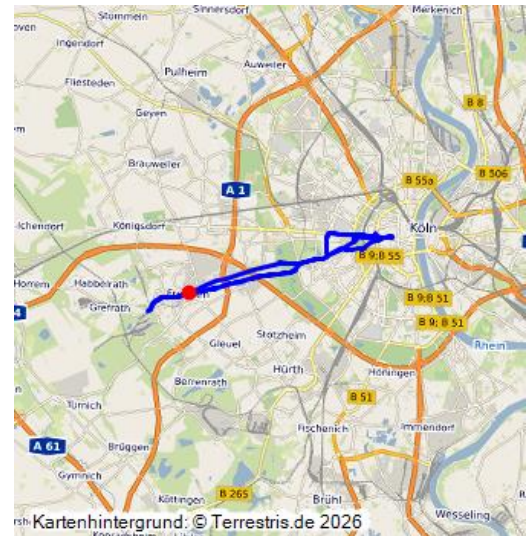 Stommeln
Sinnersdorf
Merkenich
Ingendorf
Auweiler
Fliesteden
Pulheim
B 8
Geyen
Brauweiler
B 55a
B 506
A 1
Königsdorf
Köln
B 9;B 55
Horrem
Habbelrath
Grefrath
4
B 9;B 51
B 9; B 51
Gleuel
Stotzheim
Rhein
Hürth
Berrenrath
Höningen
Türnich
B 51
A 61
Fischenich
Immendorf
Brüggen
Gymnich
Köttingen
B 265
Brühl
Wesseling
Kartenhintergrund: © Terrestris.de 2026